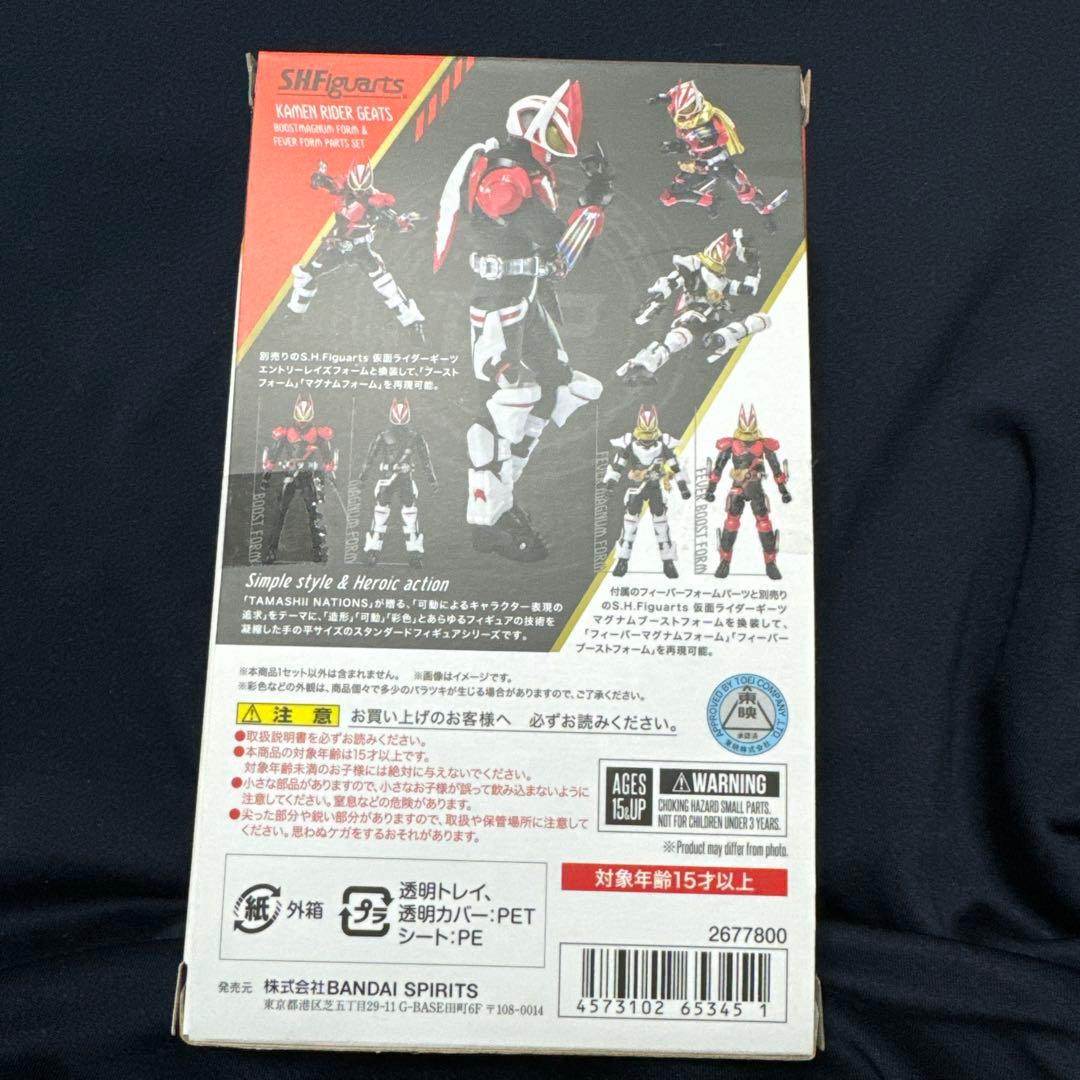 S.H.Figuarts
KAMEN RIDER GEATS
BOOSTMAGNUM FORM &
FEVER FORM PARTS SET
別売りのS.H.Figuarts 仮面ライダーギーツ
エントリーレイズフォームと換装して、「ブースト
フォーム」「マグナムフォーム」を再現可能。
BOOST FORM
MAGNUM FORM
FEVER MAGNUM FORM
FEVER BOOST FORM
Simple style & Heroic action
「TAMASHII NATIONS」が贈る、「可動によるキャラクター表現の
追求」をテーマに、「造形」「可動」「彩色」とあらゆるフィギュアの技術を
凝縮した手の平サイズのスタンダードフィギュアシリーズです。
付属のフィーバーフォームパーツと別売り
のS.H.Figuarts 仮面ライダーギーツ
マグナムブーストフォームを換装して、
「フィーバーマグナムフォーム」「フィーバー
ブーストフォーム」を再現可能。
※本商品1セット以外は含まれません。 ※画像はイメージです。
※彩色などの外観は、商品個々で多少のバラツキが生じる場合がありますので、ご了承ください。
APPROVED BY TOEI COMPANY, LTD
東映
承認済
東映株式会社
⚠ 注 意 お買い上げのお客様へ 必ずお読みください。
●取扱説明書を必ずお読みください。
●本商品の対象年齢は15才以上です。
対象年齢未満のお子様には絶対に与えないでください。
●小さな部品がありますので、小さなお子様が誤って飲み込まないように
注意してください。窒息などの危険があります。
●尖った部分や鋭い部分がありますので、取扱や保管場所に注意して
ください。思わぬケガをするおそれがあります。
AGES
15&UP
⚠WARNING
CHOKING HAZARD SMALL PARTS.
NOT FOR CHILDREN UNDER 3 YEARS.
※Product may differ from photo.
対象年齢15才以上
紙 外箱
プラ
透明トレイ、
透明カバー:PET
シート:PE
2677800
4573102 65345 1
発売元 株式会社BANDAI SPIRITS
東京都港区芝五丁目29-11 G-BASE田町6F 〒108-0014